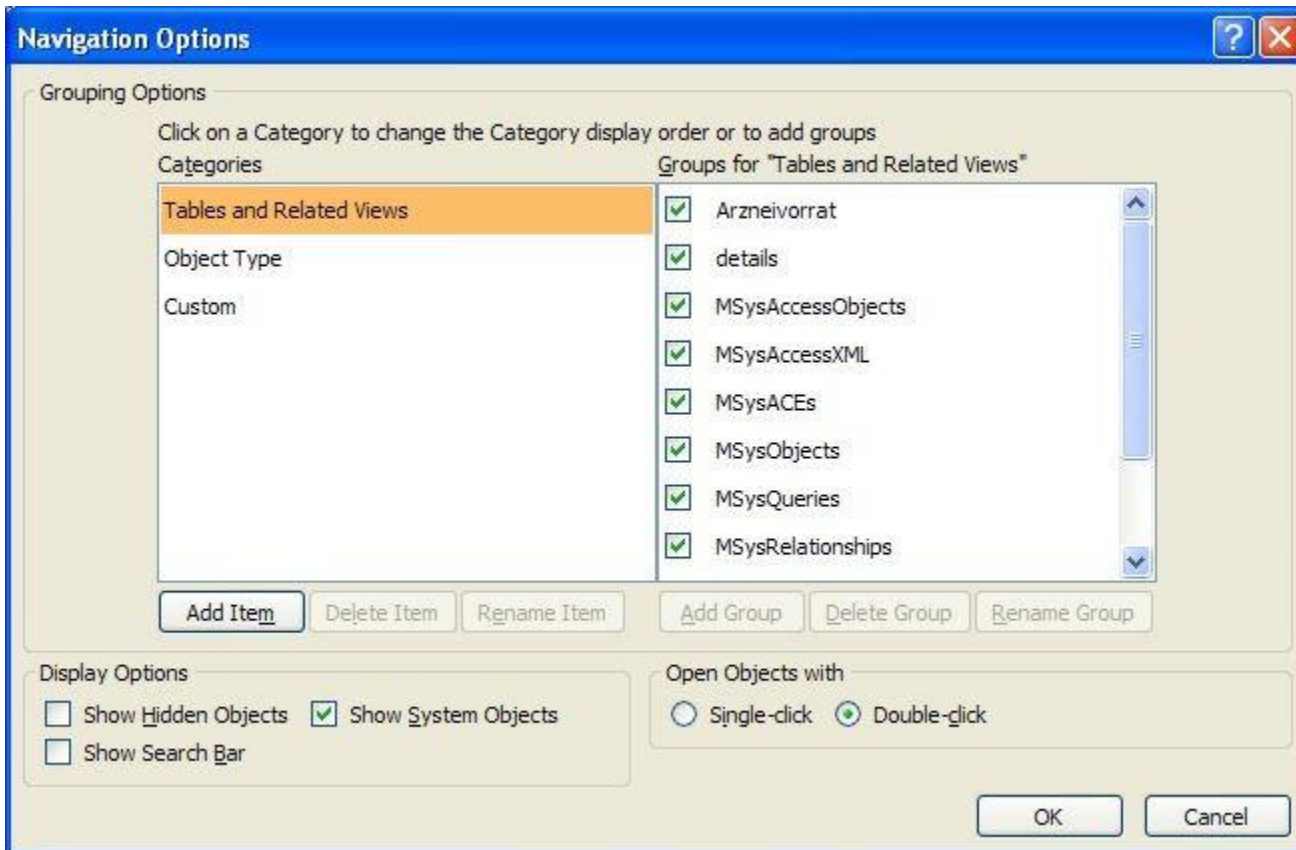 Navigation Options
Grouping Options
Click on a Category to change the Category display order or to add groups
Categories
Groups for "Tables and Related Views"
Tables and Related Views
Object Type
Custom
Arzneivorrat
details
MSysAccessObjects
MSysAccessXML
MSysACEs
MSysObjects
MSysQueries
MSysRelationships
Add Item Delete Item Rename Item
Add Group Delete Group Rename Group
Display Options
Show Hidden Objects Show System Objects
Show Search Bar
Open Objects with
Single-click Double-click
OK Cancel